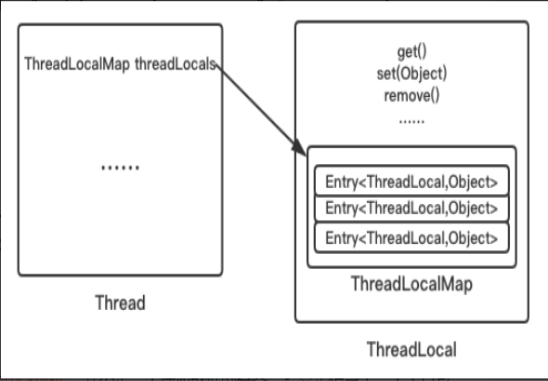 ThreadLocalMap threadLocals
......
Thread
get()
set(Object)
remove()
......
Entry<ThreadLocal,Object>
Entry<ThreadLocal,Object>
Entry<ThreadLocal,Object>
ThreadLocalMap
ThreadLocal